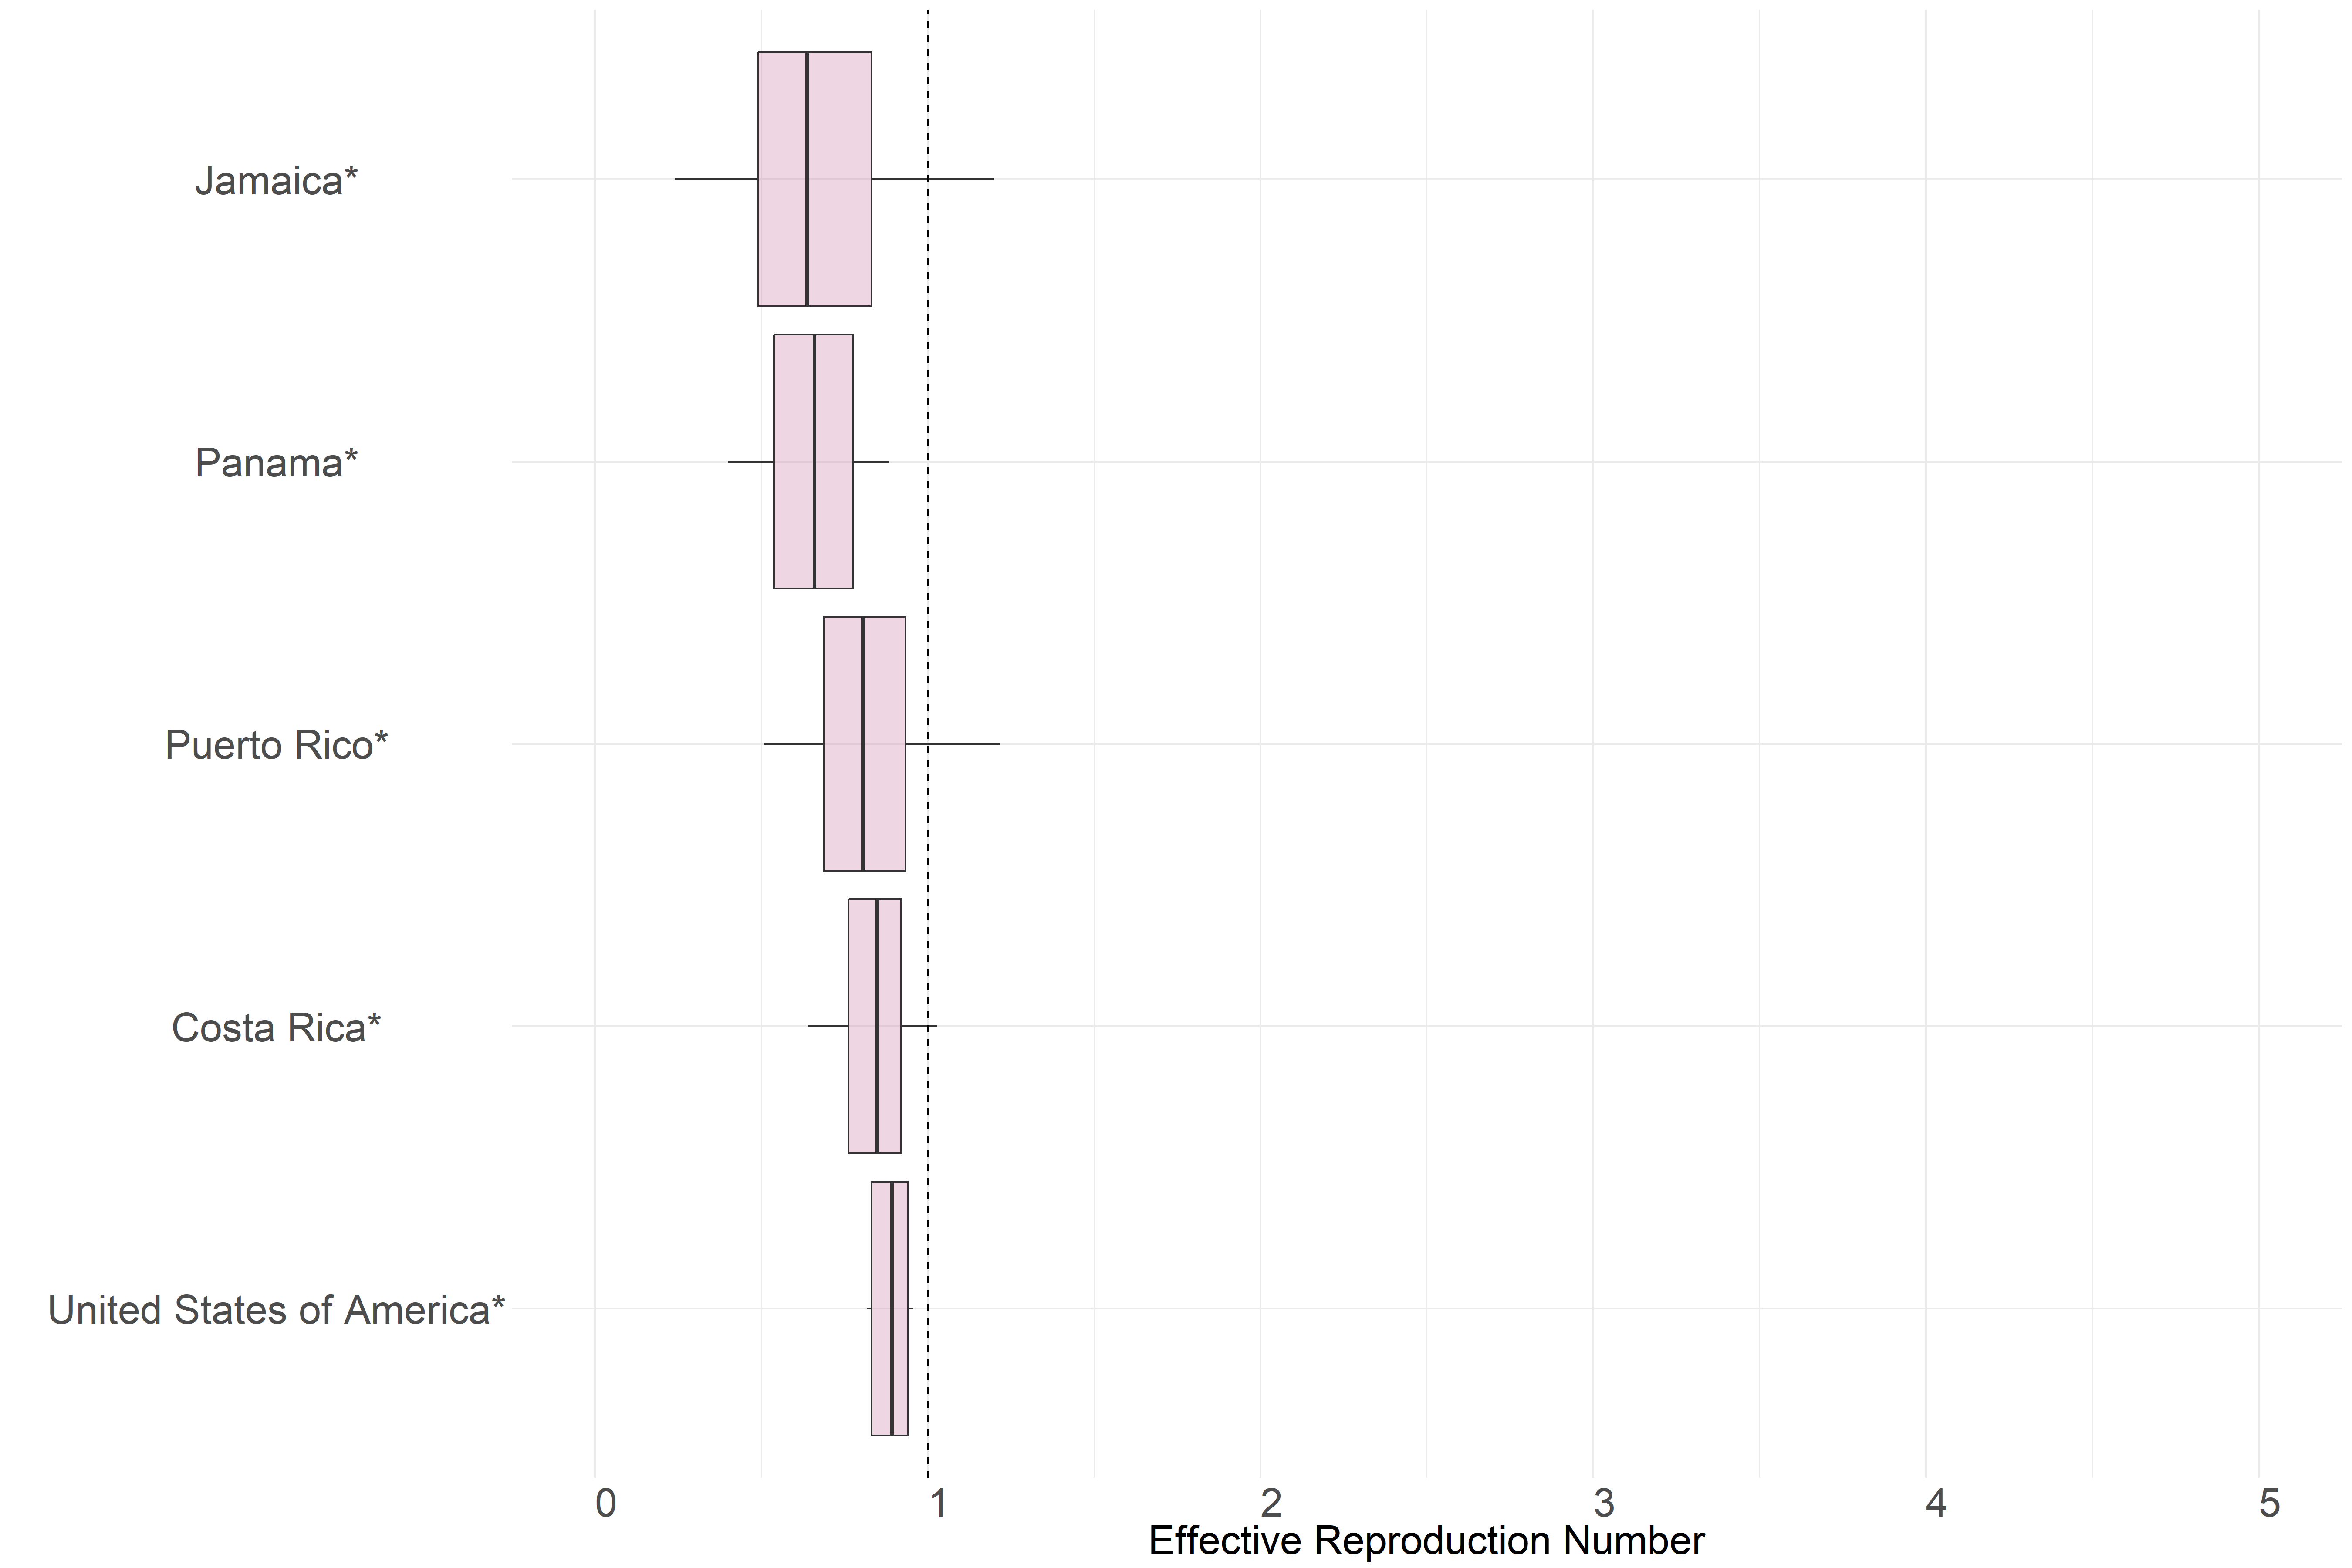 Jamaica*
Panama*
Puerto Rico*
Costa Rica*
United States of America*
0 1 2 3 4 5
Effective Reproduction Number